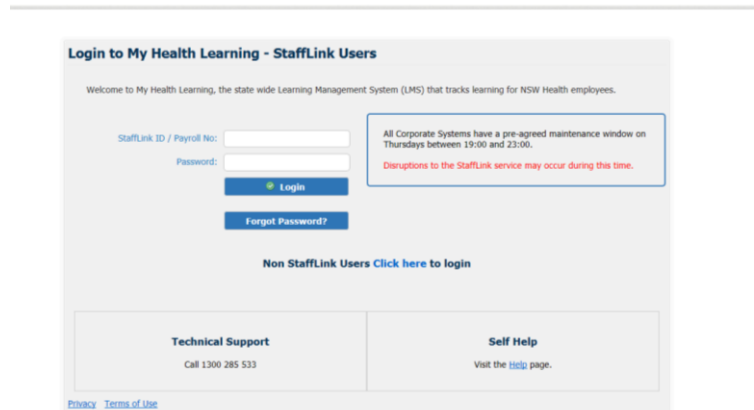 Login to My Health Learning - StaffLink Users
Welcome to My Health Learning, the state wide Learning Management System (LMS) that tracks learning for NSW Health employees.
StaffLink ID / Payroll No:
Password:
Login
Forgot Password?
All Corporate Systems have a pre-agreed maintenance window on
Thursdays between 19:00 and 23:00.
Disruptions to the StaffLink service may occur during this time.
Non StaffLink Users Click here to login
Technical Support
Call 1300 285 533
Self Help
Visit the Help page.
Privacy Terms of Use